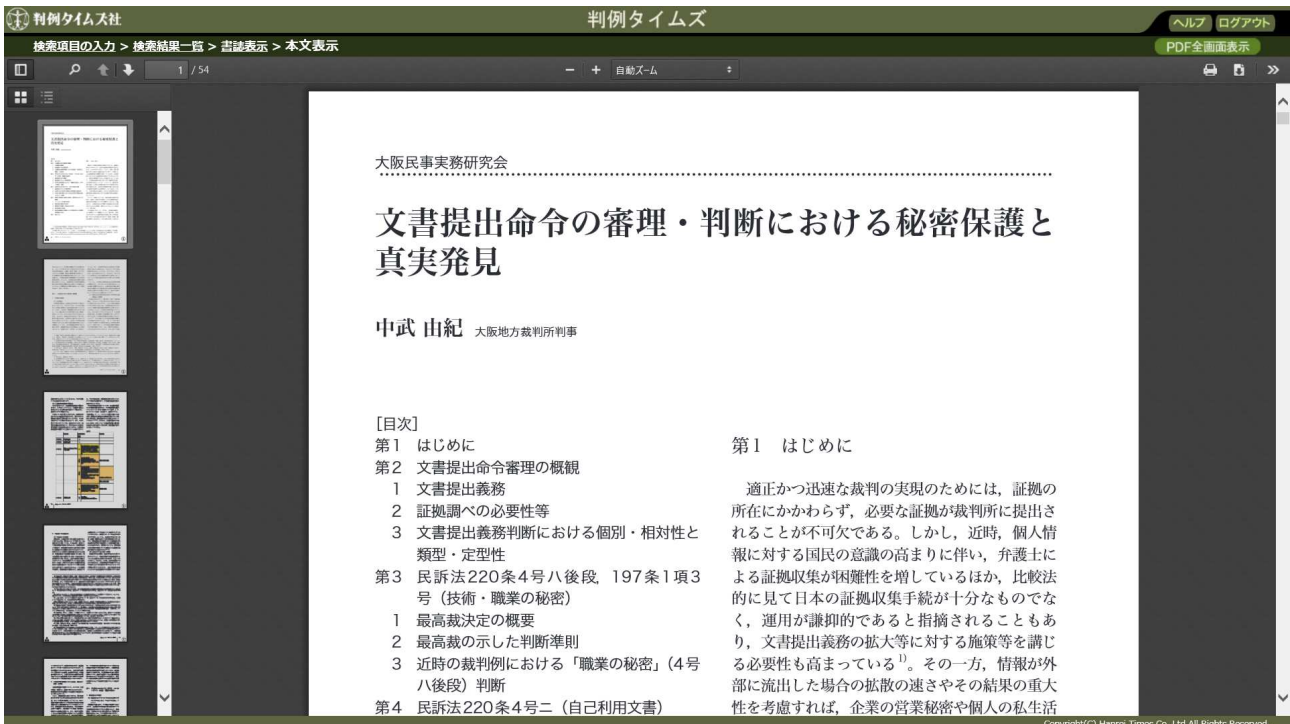 判例タイムズ社
判例タイムズ
ヘルプ
ログアウト
検索項目の入力 > 検索結果一覧 > 書誌表示 > 本文表示
PDF全画面表示
1 / 54
自動ズーム
大阪民事実務研究会
文書提出命令の審理・判断における秘密保護と
真実発見
中武 由紀 大阪地方裁判所判事
[目次]
第1 はじめに
第2 文書提出命令審理の概観
1 文書提出義務
2 証拠調べの必要性等
3 文書提出義務判断における個別・相対性と
類型・定型性
第3 民訴法220条4号ハ後段,197条1項3
号(技術・職業の秘密)
1 最高裁決定の概要
2 最高裁の示した判断準則
3 近時の裁判例における「職業の秘密」(4号
ハ後段)判断
第4 民訴法220条4号ニ(自己利用文書)
第1 はじめに
適正かつ迅速な裁判の実現のためには,証拠の
所在にかかわらず,必要な証拠が裁判所に提出さ
れることが不可欠である。しかし,近時,個人情
報に対する国民の意識の高まりに伴い,弁護士に
よる証拠収集が困難性を増しているほか,比較法
的に見て日本の証拠収集手続が十分なものでな
く,運用が謙抑的であると指摘されることもあ
り,文書提出義務の拡大等に対する施策等を講じ
る必要性も高まっている1)。その一方,情報が外
部に流出した場合の拡散の速さやその結果の重大
性を考慮すれば,企業の営業秘密や個人の私生活
Copyright(C) Hanrei Times Co.,Ltd All Rights Reserved.